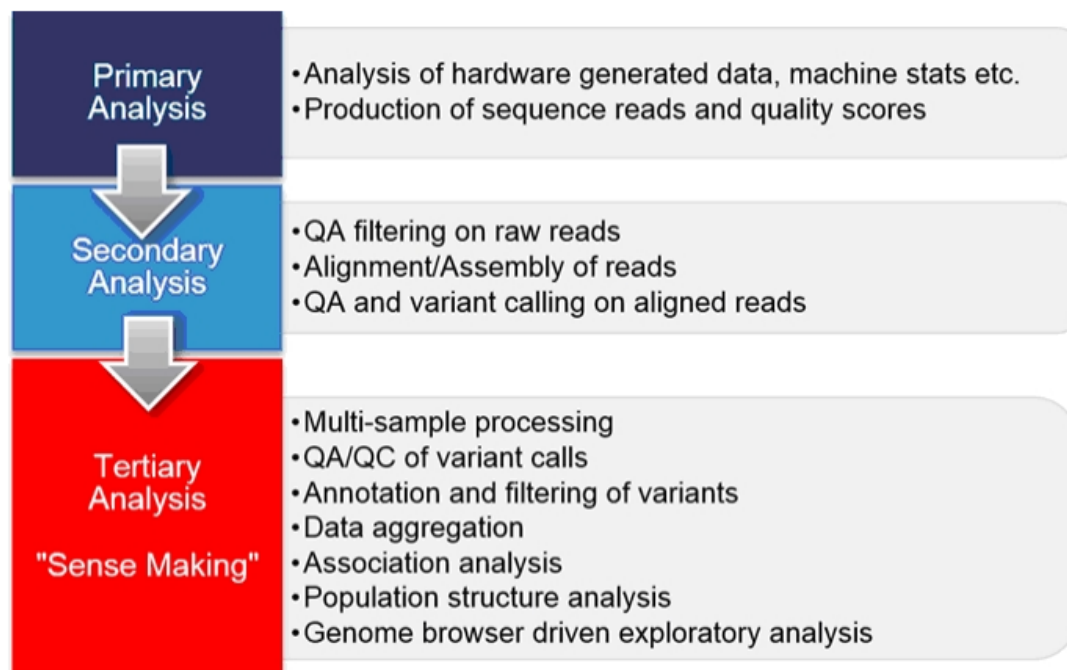 Primary
Analysis
•Analysis of hardware generated data, machine stats etc.
•Production of sequence reads and quality scores
Secondary
Analysis
•QA filtering on raw reads
•Alignment/Assembly of reads
•QA and variant calling on aligned reads
Tertiary
Analysis
"Sense Making"
•Multi-sample processing
•QA/QC of variant calls
•Annotation and filtering of variants
•Data aggregation
•Association analysis
•Population structure analysis
•Genome browser driven exploratory analysis